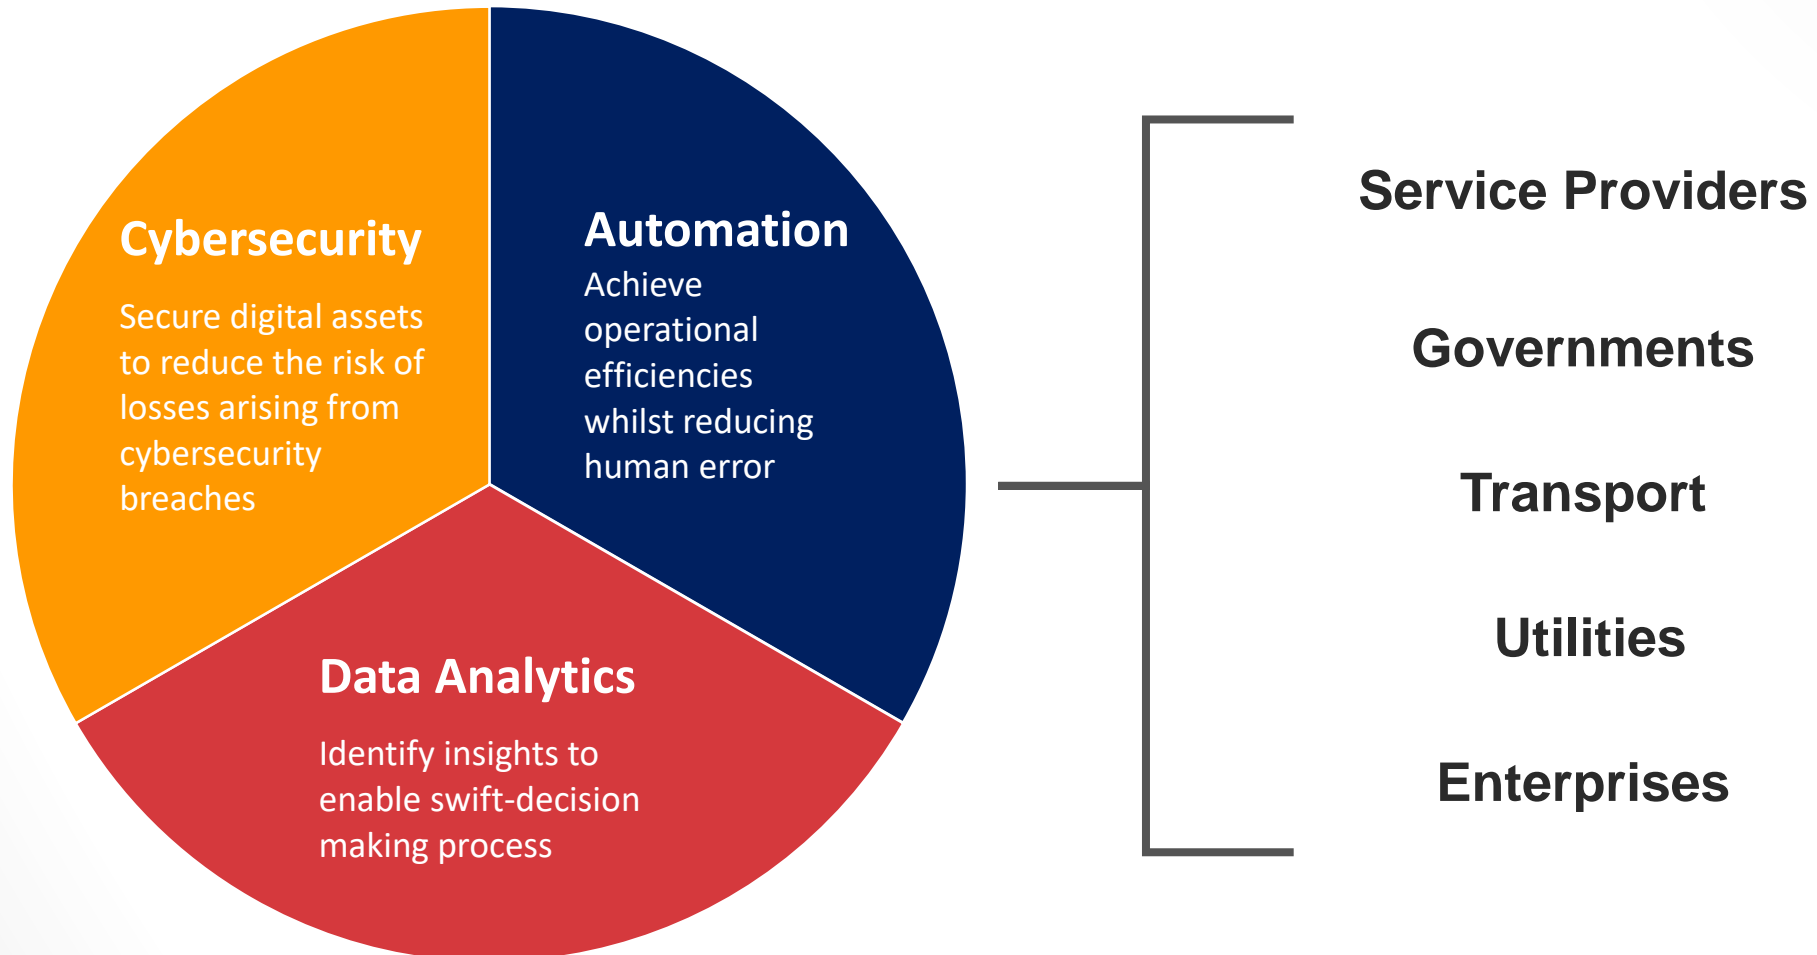 Cybersecurity
Secure digital assets
to reduce the risk of
losses arising from
cybersecurity
breaches
Automation
Achieve
operational
efficiencies
whilst reducing
human error
Data Analytics
Identify insights to
enable swift-decision
making process
Service Providers
Governments
Transport
Utilities
Enterprises